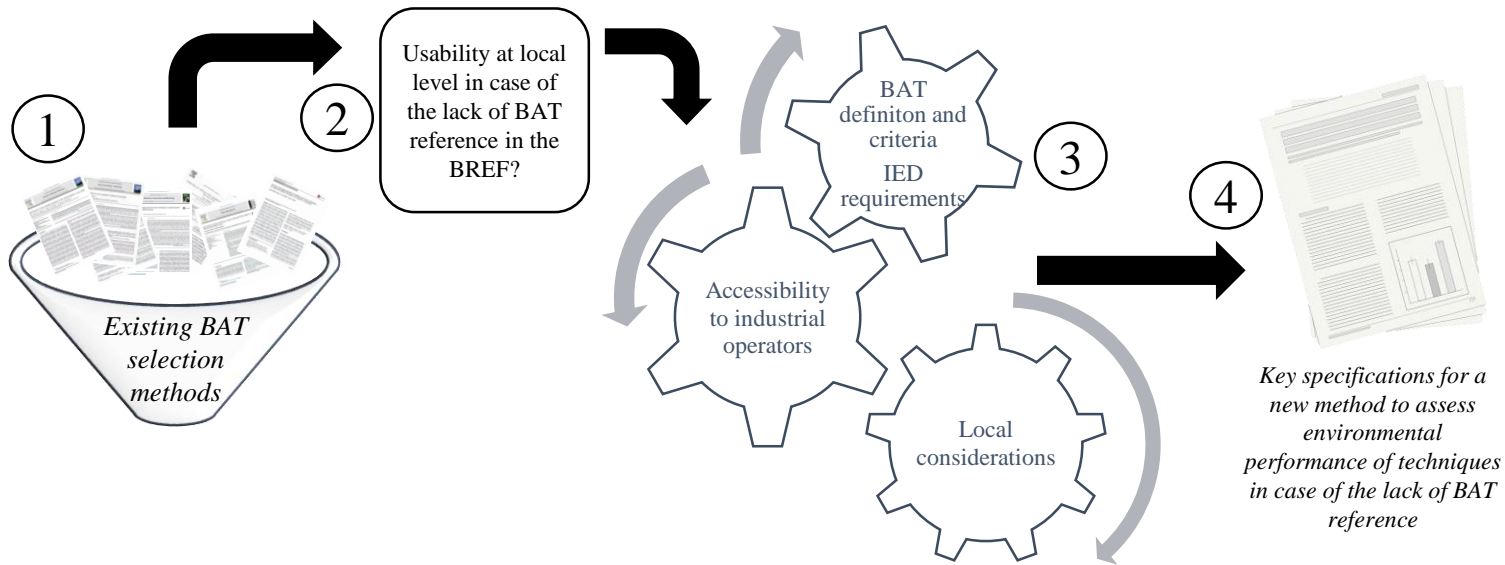 1
Existing BAT
selection
methods
2
Usability at local
level in case of
the lack of BAT
reference in the
BREF?
BAT
definiton and
criteria
IED
requirements
3
Accessibility
to industrial
operators
Local
considerations
4
Key specifications for a
new method to assess
environmental
performance of techniques
in case of the lack of BAT
reference